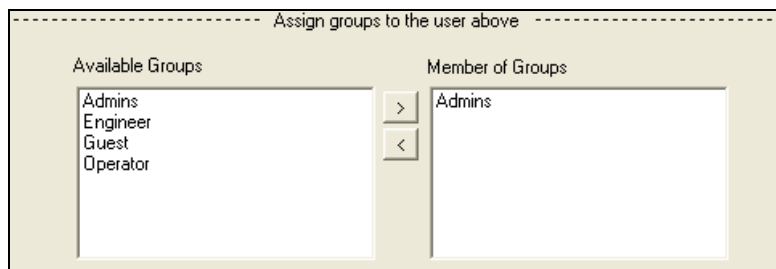 Assign groups to the user above
Available Groups
Member of Groups
Admins
Engineer
Guest
Operator
>
<
Admins